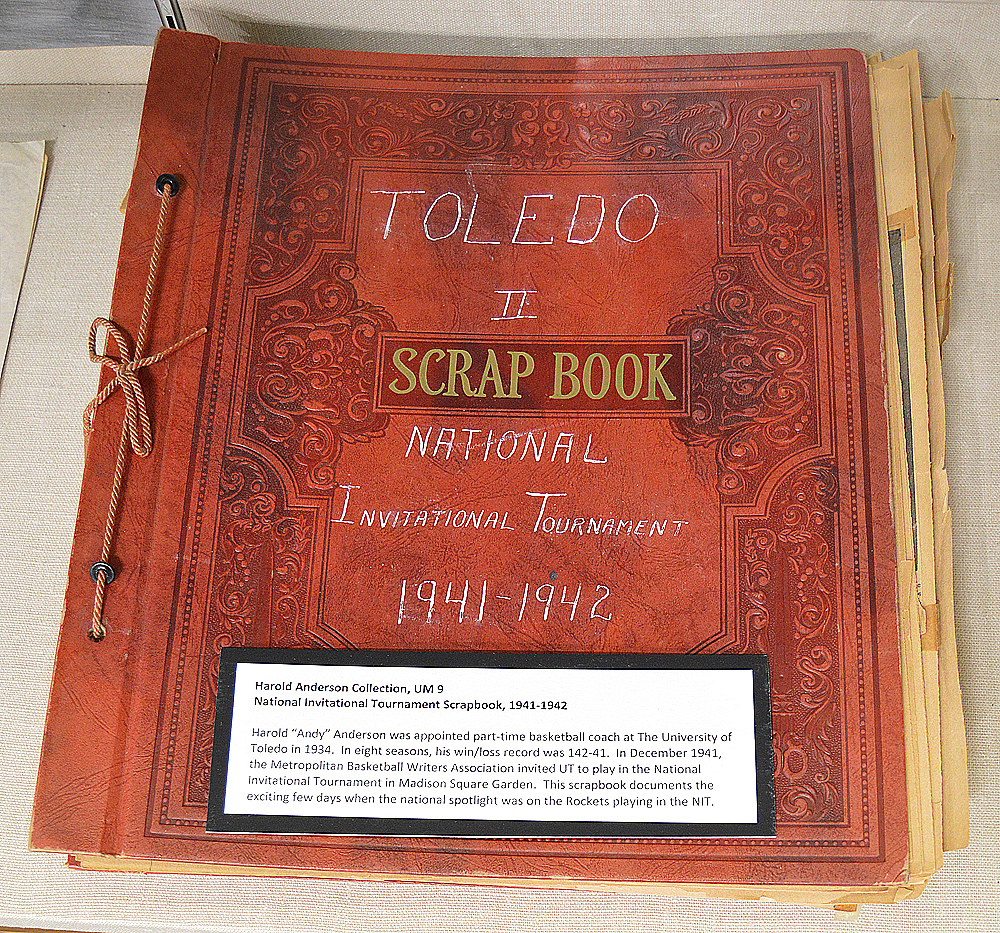 TOLEDO
II
SCRAP BOOK
NATIONAL
INVITATIONAL TOURNAMENT
1941-1942
Harold Anderson Collection, UM 9
National Invitational Tournament Scrapbook, 1941-1942
Harold “Andy” Anderson was appointed part-time basketball coach at The University of
Toledo in 1934. In eight seasons, his win/loss record was 142-41. In December 1941,
the Metropolitan Basketball Writers Association invited UT to play in the National
Invitational Tournament in Madison Square Garden. This scrapbook documents the
exciting few days when the national spotlight was on the Rockets playing in the NIT.